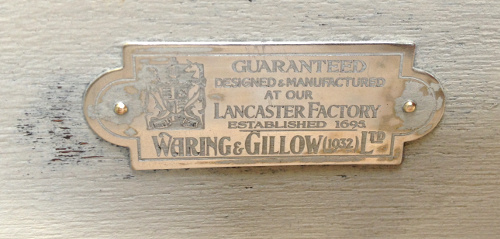 GUARANTEED
DESIGNED & MANUFACTURED
AT OUR
LANCASTER FACTORY
ESTABLISHED 1695
WARING & GILLOW (1932) LTD